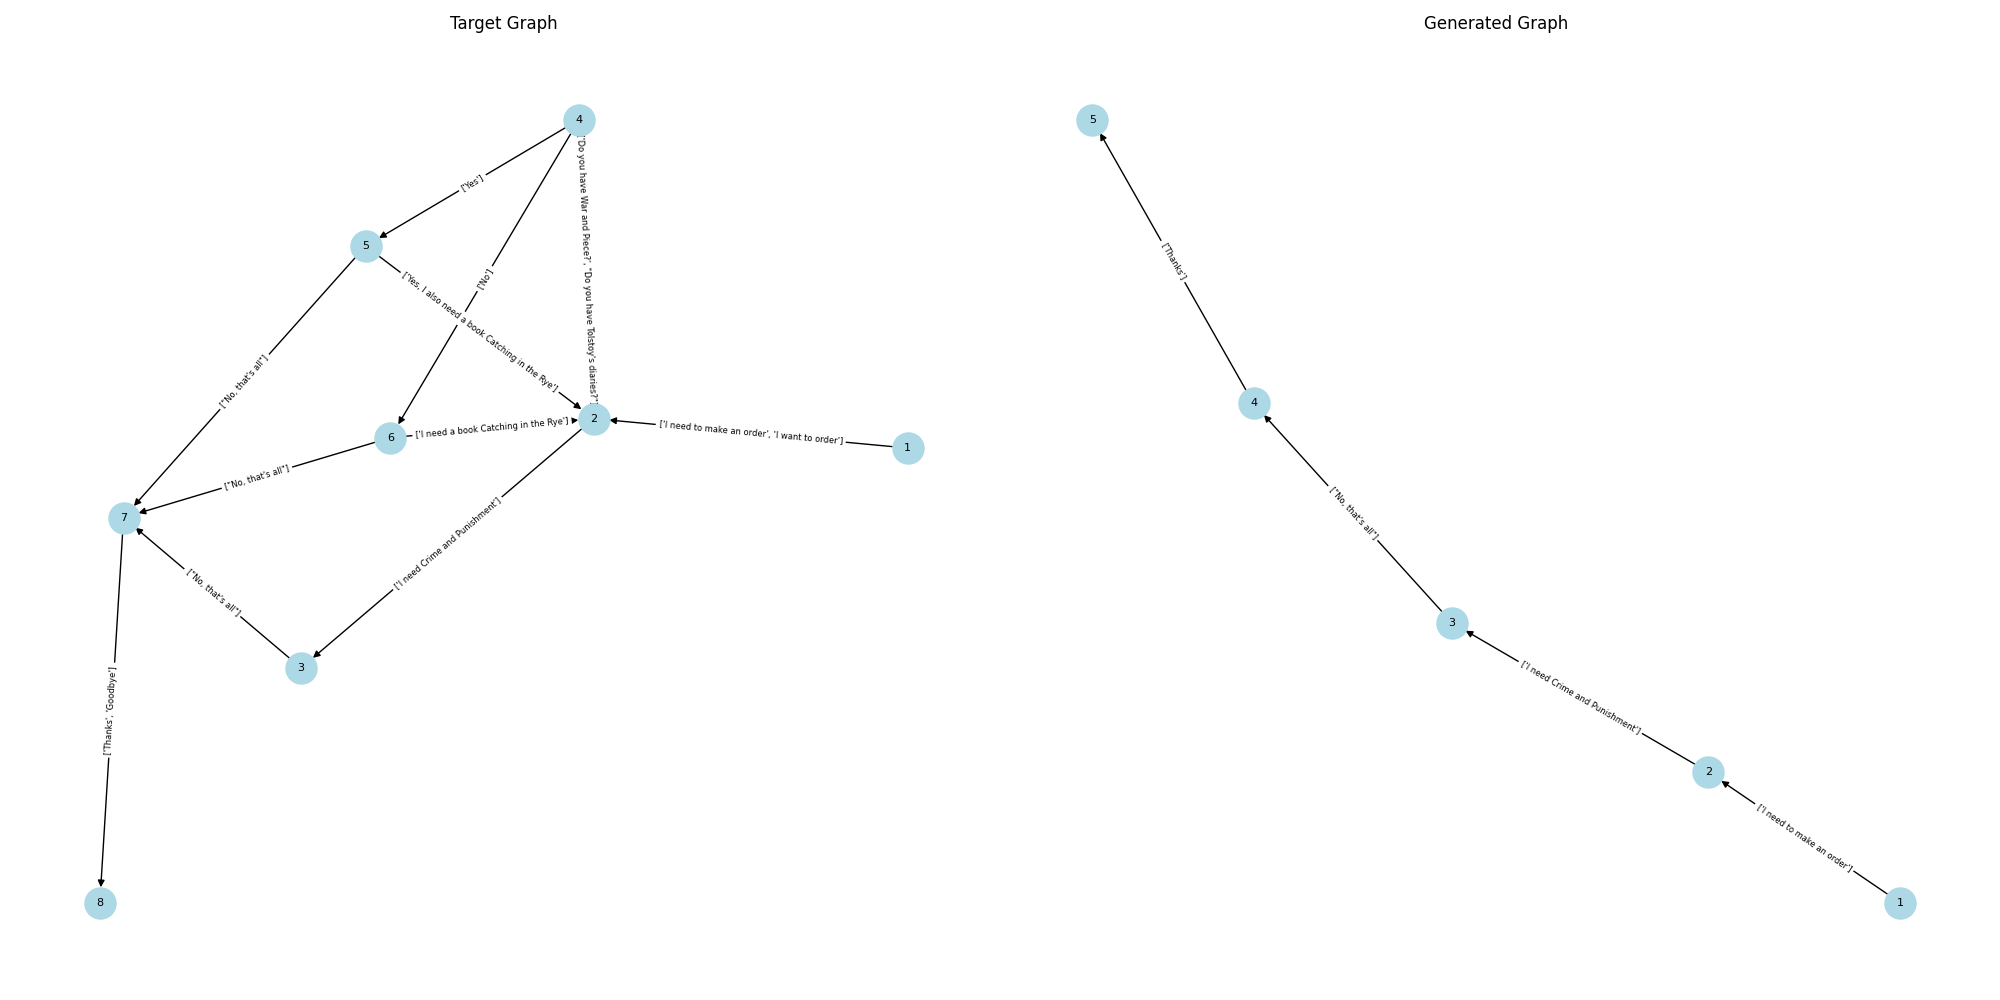 Target Graph
4
['Yes']
["Do you have War and Piece?', "Do you have Tolstoy's diaries?"]
5
['No']
['Yes, I also need a book Catching in the Rye']
["No, that's all"]
6
['I need a book Catching in the Rye']
2
['I need to make an order', 'I want to order']
1
["No, that's all"]
7
['I need Crime and Punishment']
["No, that's all"]
3
['Thanks', 'Goodbye']
8
Generated Graph
5
['Thanks']
4
["No, that's all"]
3
['I need Crime and Punishment']
2
['I need to make an order']
1